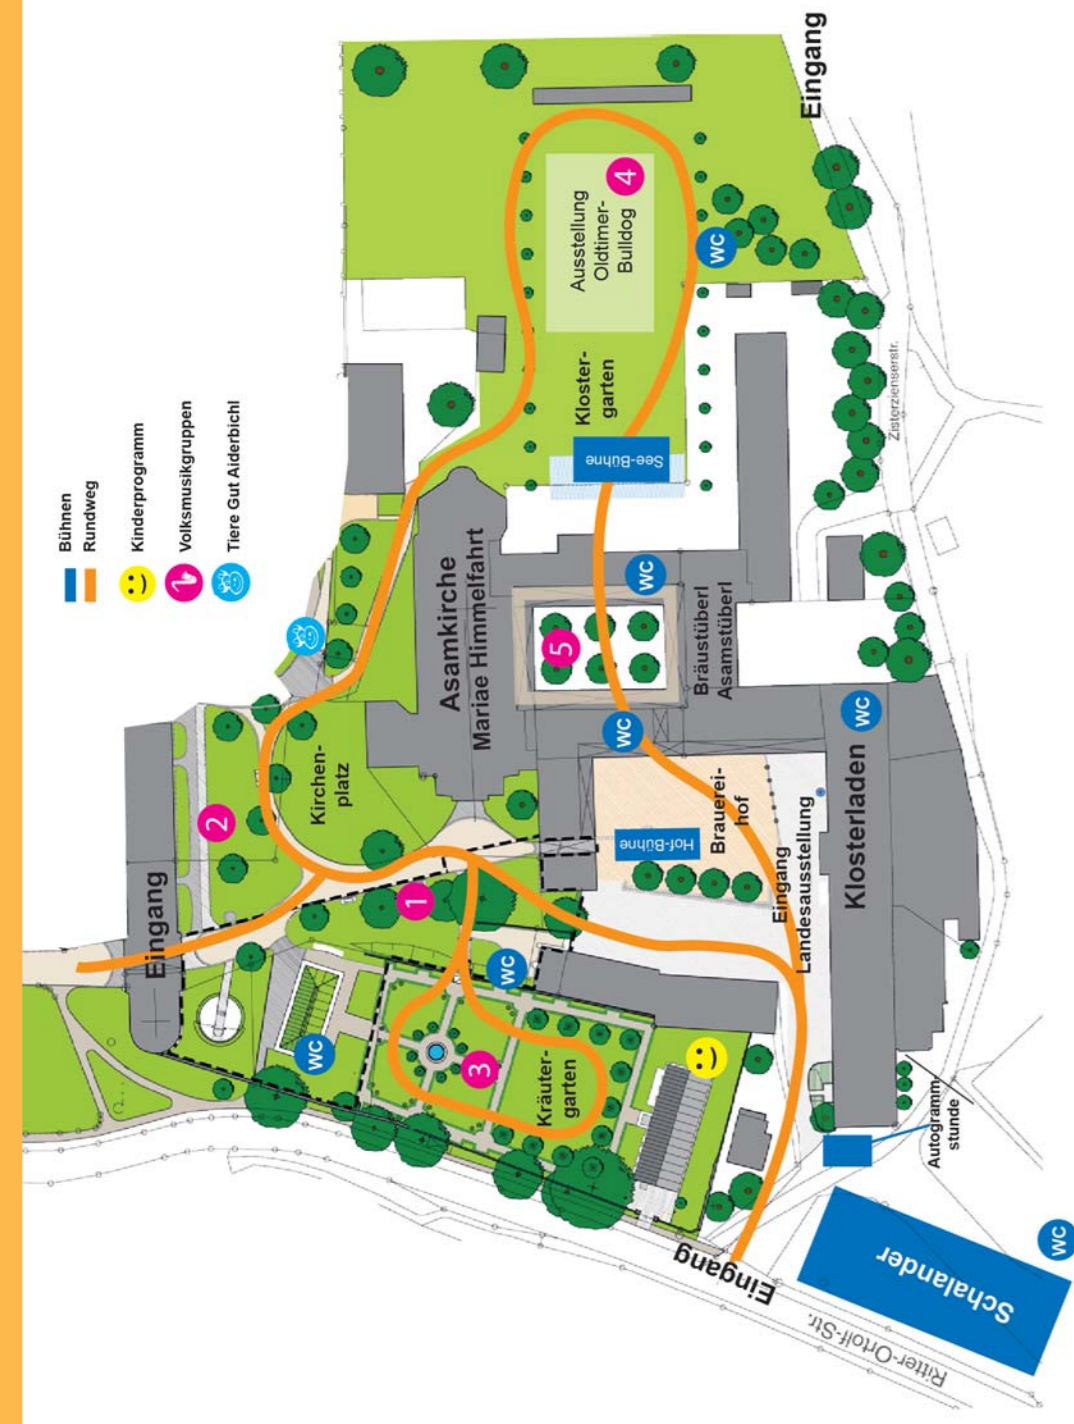 Bühnen
Rundweg
Kinderprogramm
Volksmusikgruppen
Tiere Gut Aiderbichl
Eingang
Eingang
2
Kirchen-
platz
1
Asamkirche
Mariae Himmelfahrt
Kloster-
garten
Ausstellung
Oldtimer-
Bulldog
4
WC
See-Bühne
WC
5
WC
Bräustüberl
Asamstüberl
Zisterzienserstr.
WC
WC
3
Kräuter-
garten
Hof-Bühne
Brauerei-
hof
Eingang
Landesausstellung
Klosterladen
WC
Autogramm-
stunde
Eingang
Schalander
Ritter-Ortolf-Str.
WC